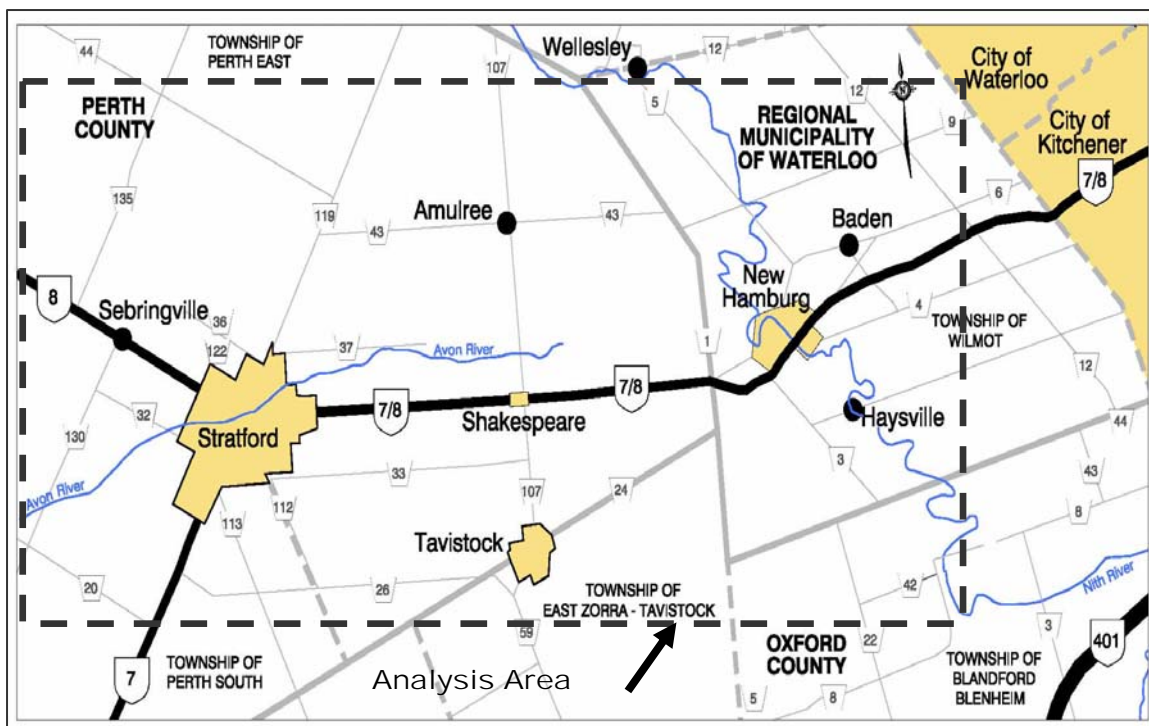 44
TOWNSHIP OF
PERTH EAST
107
Wellesley
12
City of
Waterloo
PERTH
COUNTY
5
REGIONAL
MUNICIPALITY
OF WATERLOO
12
N
9
City of
Kitchener
7/8
135
119
43
Amulree
43
6
Baden
8
Sebringville
36
122
37
Avon River
New
Hamburg
4
1
TOWNSHIP OF
WILMOT
12
7/8
Shakespeare
7/8
32
130
Stratford
Haysville
44
Avon River
33
107
24
3
43
112
113
Tavistock
8
20
26
TOWNSHIP OF
EAST ZORRA - TAVISTOCK
42
Nith River
59
22
3
7
TOWNSHIP OF
PERTH SOUTH
Analysis Area
OXFORD
COUNTY
5
8
TOWNSHIP OF
BLANDFORD
BLENHEIM
401